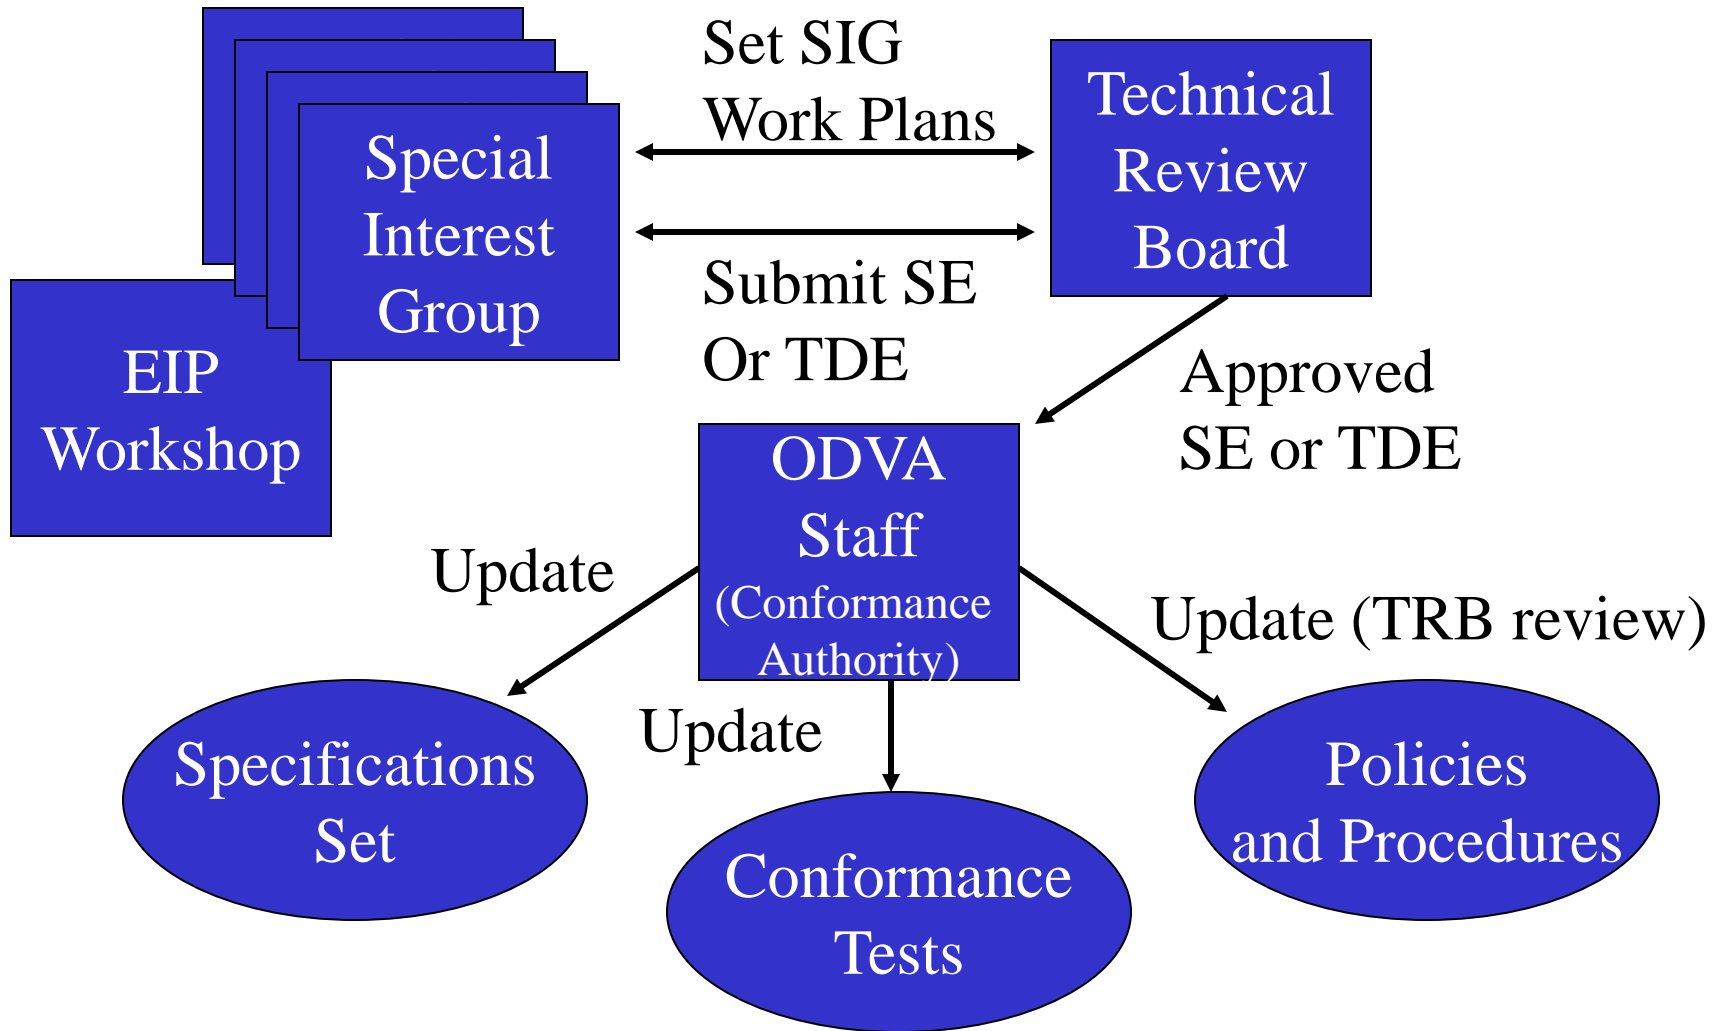 Set SIG
Work Plans
Technical
Review
Board
Special
Interest
Group
Submit SE
Or TDE
EIP
Workshop
Approved
SE or TDE
ODVA
Staff
(Conformance
Authority)
Update
Update (TRB review)
Update
Specifications
Set
Conformance
Tests
Policies
and Procedures